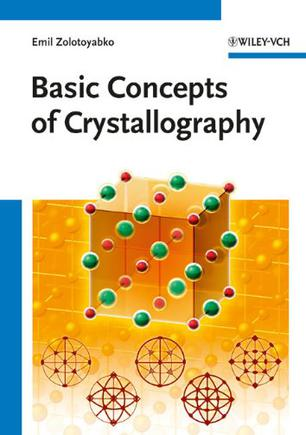 Emil Zolotoyabko
WILEY-VCH
Basic Concepts
of Crystallography